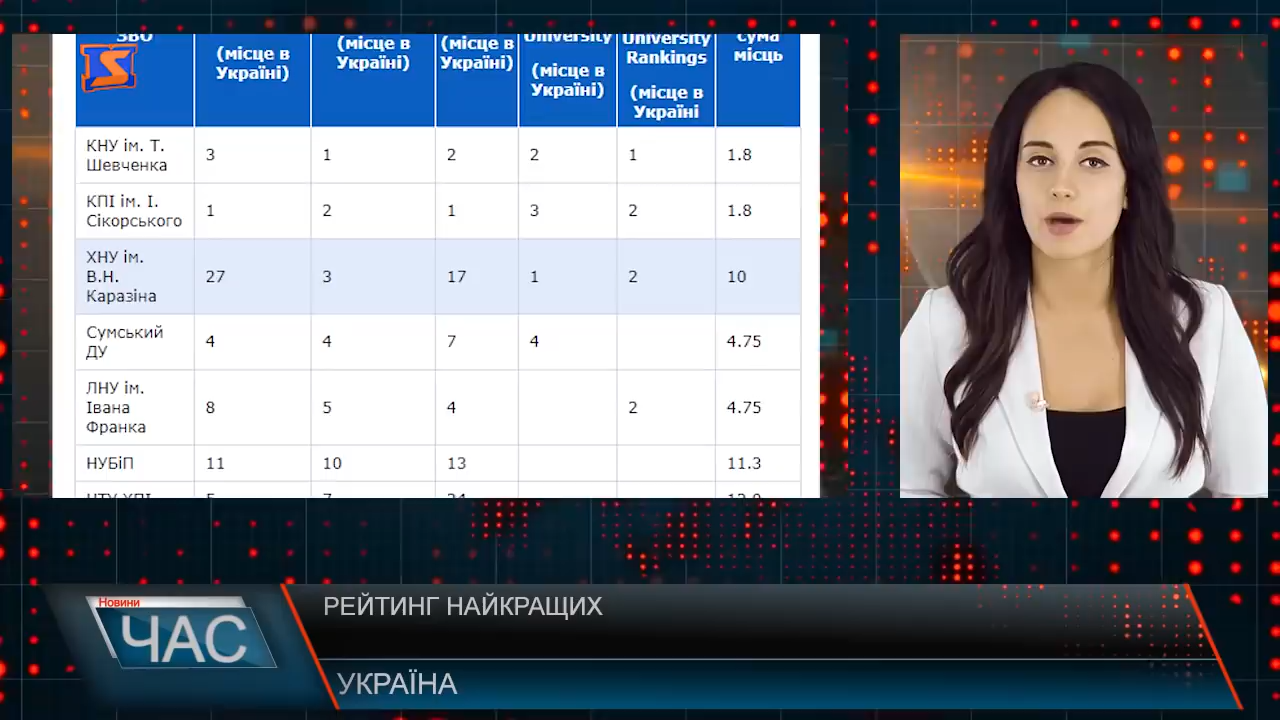 ЗВО
(місце в
Україні)
(місце в
Україні)
(місце в
Україні)
University
(місце в
Україні)
University
Rankings
(місце в
Україні
сума
місць
КНУ ім. Т.
Шевченка
3 1 2 2 1 1.8
КПІ ім. І.
Сікорського
1 2 1 3 2 1.8
ХНУ ім.
В.Н.
Каразіна
27 3 17 1 2 10
Сумський
ДУ
4 4 7 4 4.75
ЛНУ ім.
Івана
Франка
8 5 4 2 4.75
НУБіП 11 10 13 11.3
Новини
ЧАС
РЕЙТИНГ НАЙКРАЩИХ
УКРАЇНА